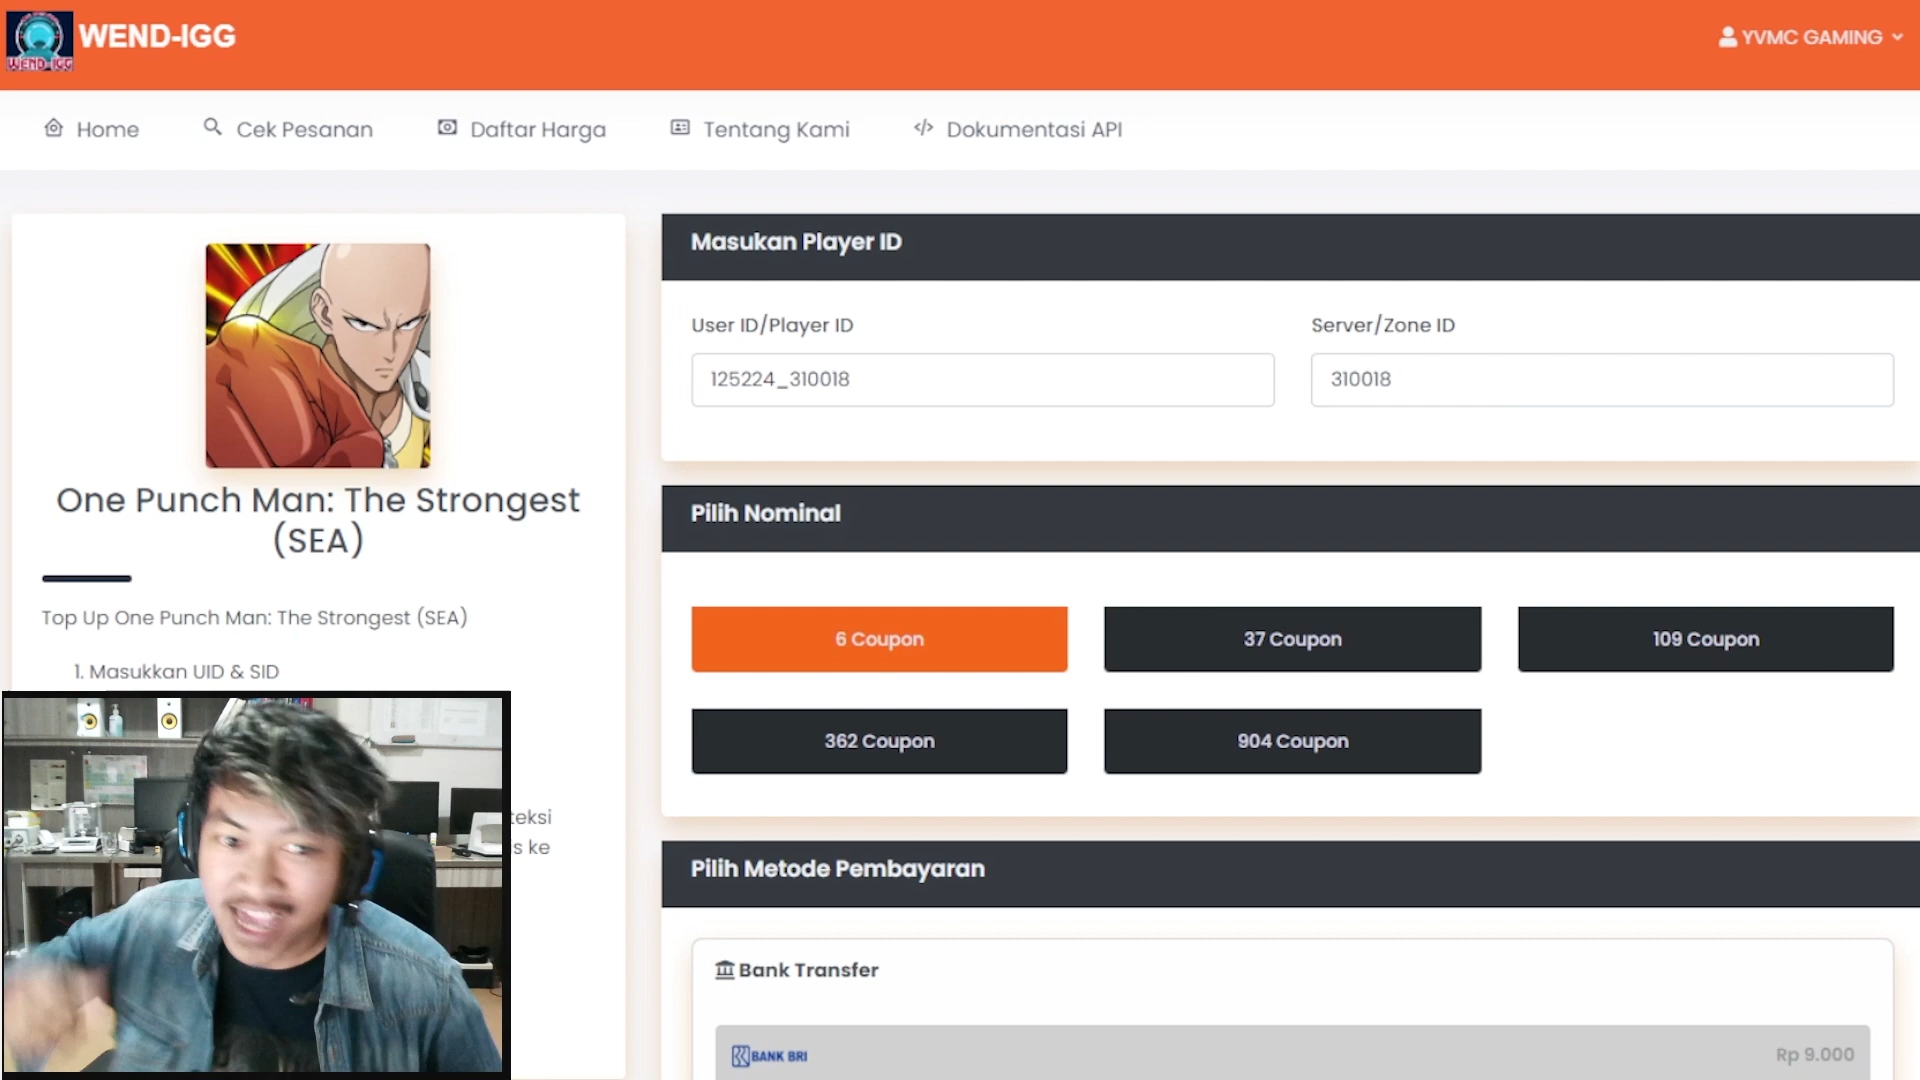 WEND-IGG
WEND-IGG
YVMC GAMING
Home
Cek Pesanan
Daftar Harga
Tentang Kami
Dokumentasi API
One Punch Man: The Strongest
(SEA)
Top Up One Punch Man: The Strongest (SEA)
1. Masukkan UID & SID
teksi
s ke
Masukan Player ID
User ID/Player ID
Server/Zone ID
125224_310018
310018
Pilih Nominal
6 Coupon
37 Coupon
109 Coupon
362 Coupon
904 Coupon
Pilih Metode Pembayaran
Bank Transfer
BANK BRI
Rp 9.000